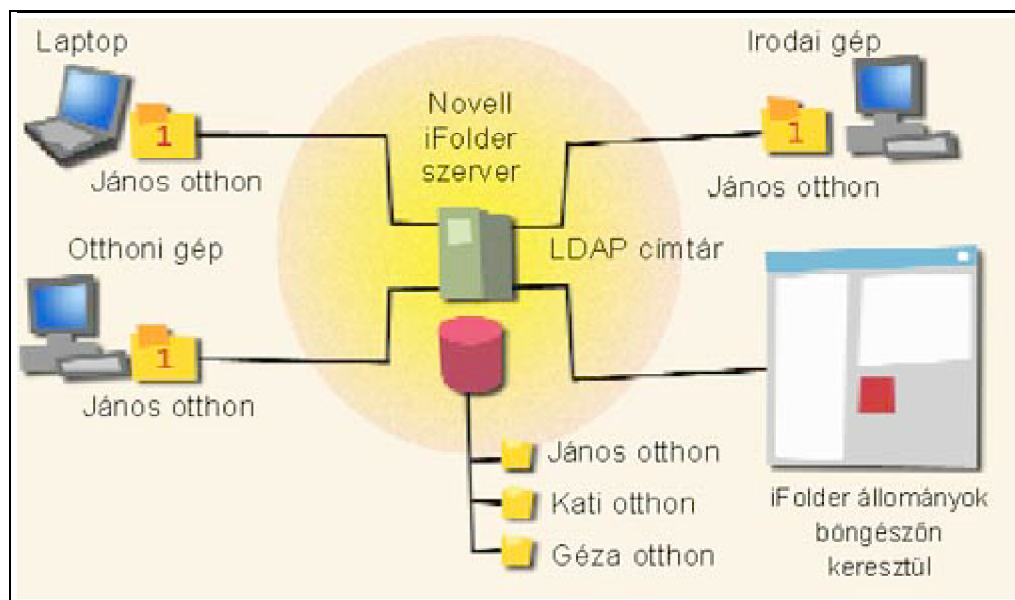 Laptop
1
János otthon
Otthoni gép
1
János otthon
Novell
iFolder
szerver
LDAP címtár
Irodai gép
1
János otthon
János otthon
Kati otthon
Géza otthon
iFolder állományok
böngészőn
keresztül